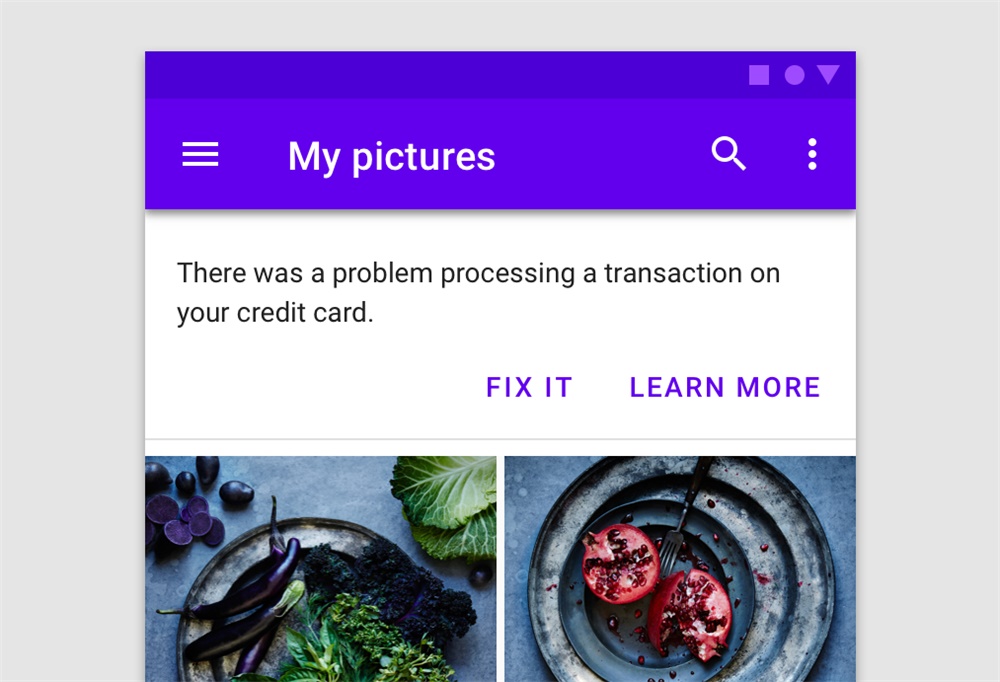 My pictures
There was a problem processing a transaction on
your credit card.
FIX IT LEARN MORE